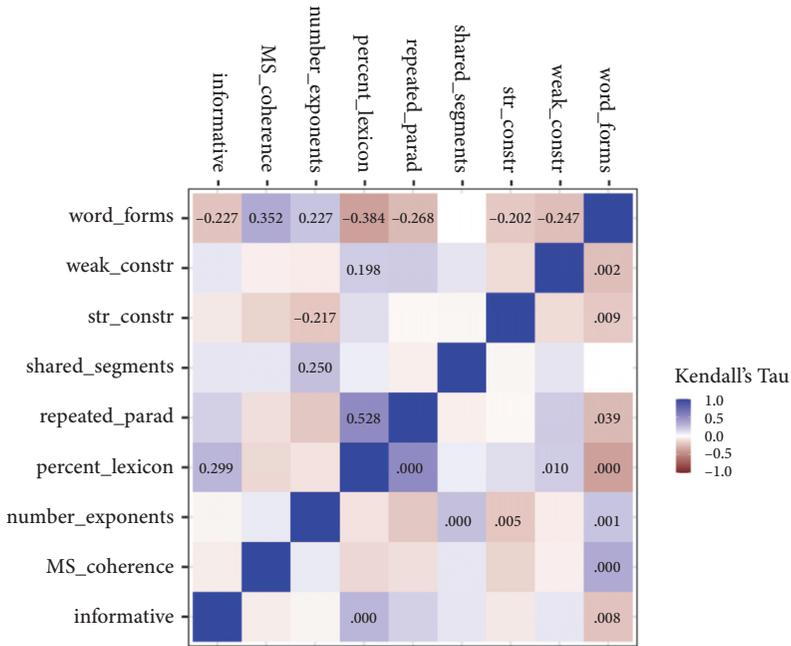 informative
MS_coherence
number_exponents
percent_lexicon
repeated_parad
shared_segments
str_constr
weak_constr
word_forms
word_forms −0.227 0.352 0.227 −0.384 −0.268 −0.202 −0.247
weak_constr 0.198 .002
str_constr −0.217 .009
shared_segments 0.250
repeated_parad 0.528 .039
percent_lexicon 0.299 .000 .010 .000
number_exponents .000 .005 .001
MS_coherence .000
informative .000 .008
Kendall’s Tau
1.0
0.5
0.0
−0.5
−1.0